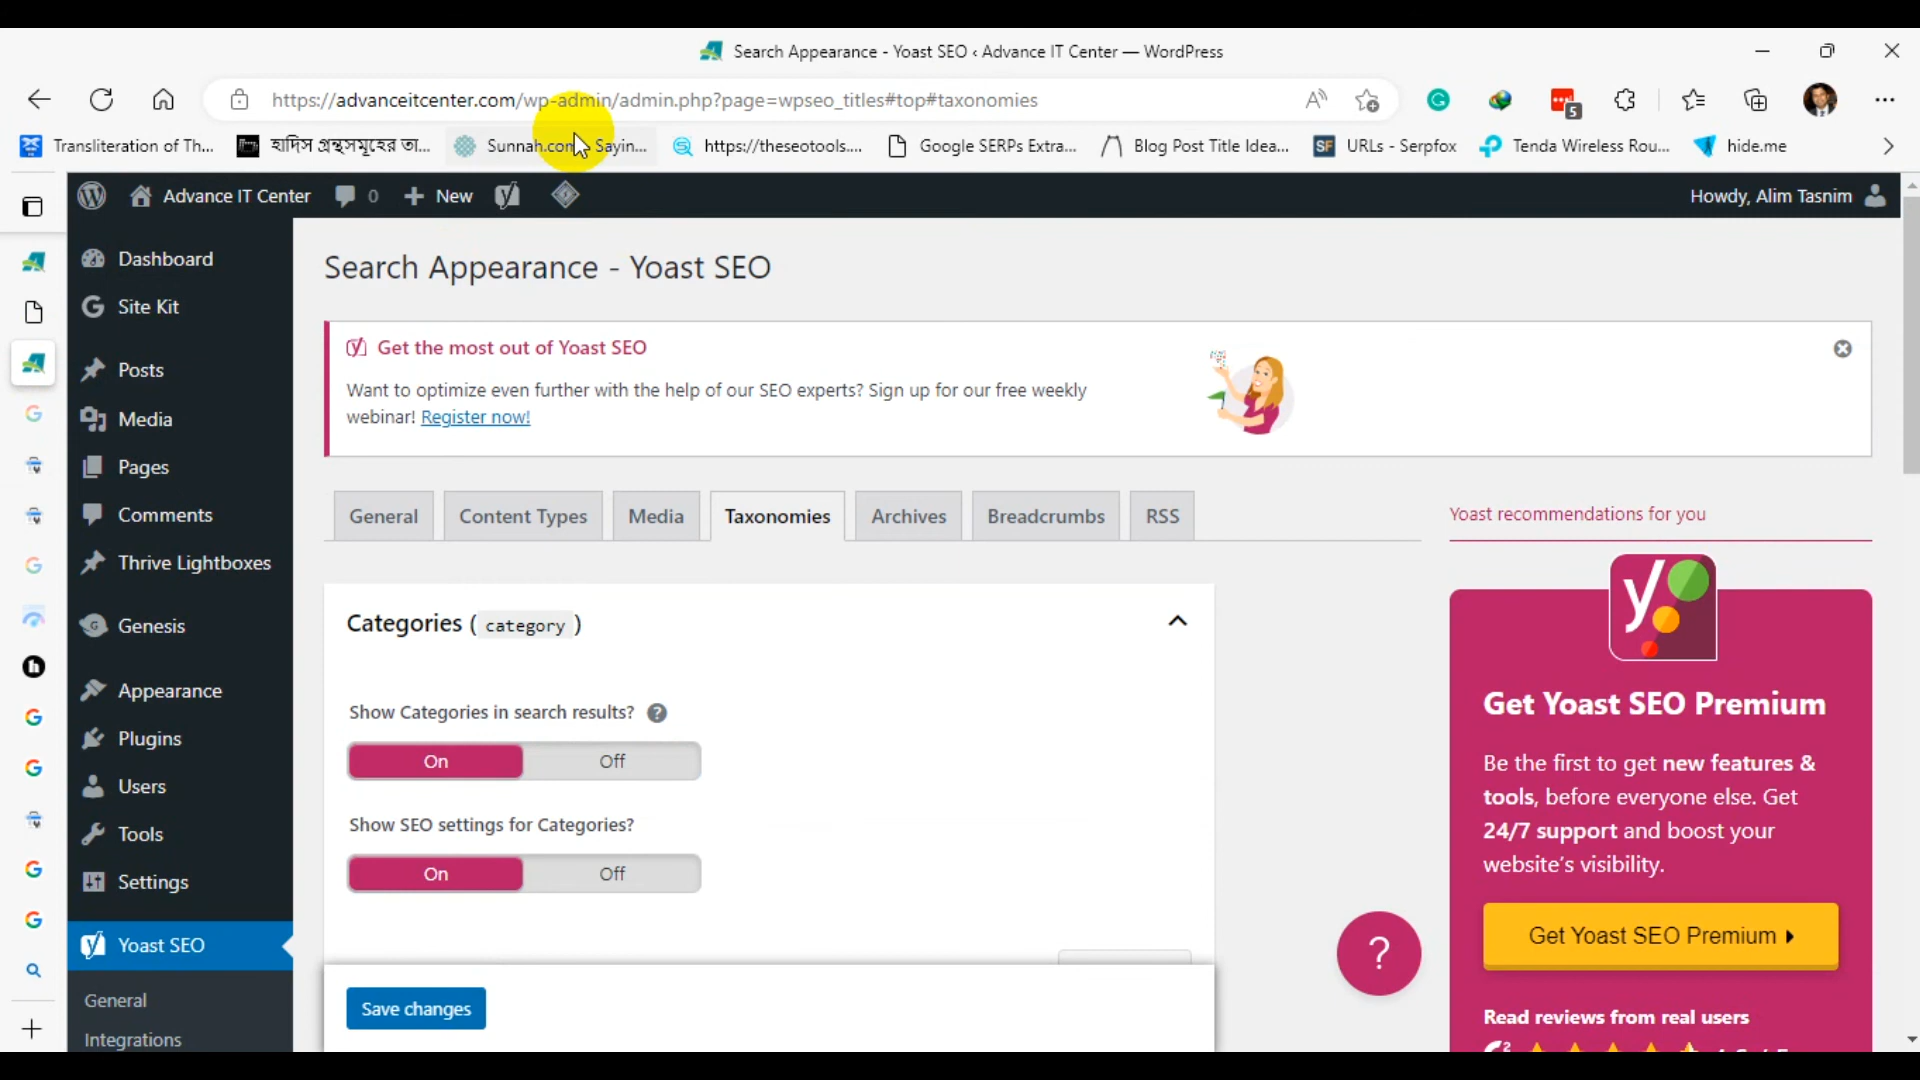 Search Appearance - Yoast SEO ‹ Advance IT Center — WordPress
https://advanceitcenter.com/wp-admin/admin.php?page=wpseo_titles#top#taxonomies
5
Transliteration of Th...
হাদিস গ্রন্থসমূহের তা...
Sunnah.com - Sayin...
https://theseotools....
Google SERPs Extra...
Blog Post Title Idea...
SF URLs - Serpfox
Tenda Wireless Rou...
hide.me
Advance IT Center
0
New
Howdy, Alim Tasnim
Dashboard
Site Kit
Posts
Media
Pages
Comments
Thrive Lightboxes
Genesis
Appearance
Plugins
Users
Tools
Settings
Yoast SEO
General
Integrations
Search Appearance - Yoast SEO
Get the most out of Yoast SEO
Want to optimize even further with the help of our SEO experts? Sign up for our free weekly
webinar! Register now!
General
Content Types
Media
Taxonomies
Archives
Breadcrumbs
RSS
Categories ( category )
Show Categories in search results? ?
On Off
Show SEO settings for Categories?
On Off
Save changes
?
Yoast recommendations for you
Get Yoast SEO Premium
Be the first to get new features &
tools, before everyone else. Get
24/7 support and boost your
website's visibility.
Get Yoast SEO Premium
Read reviews from real users